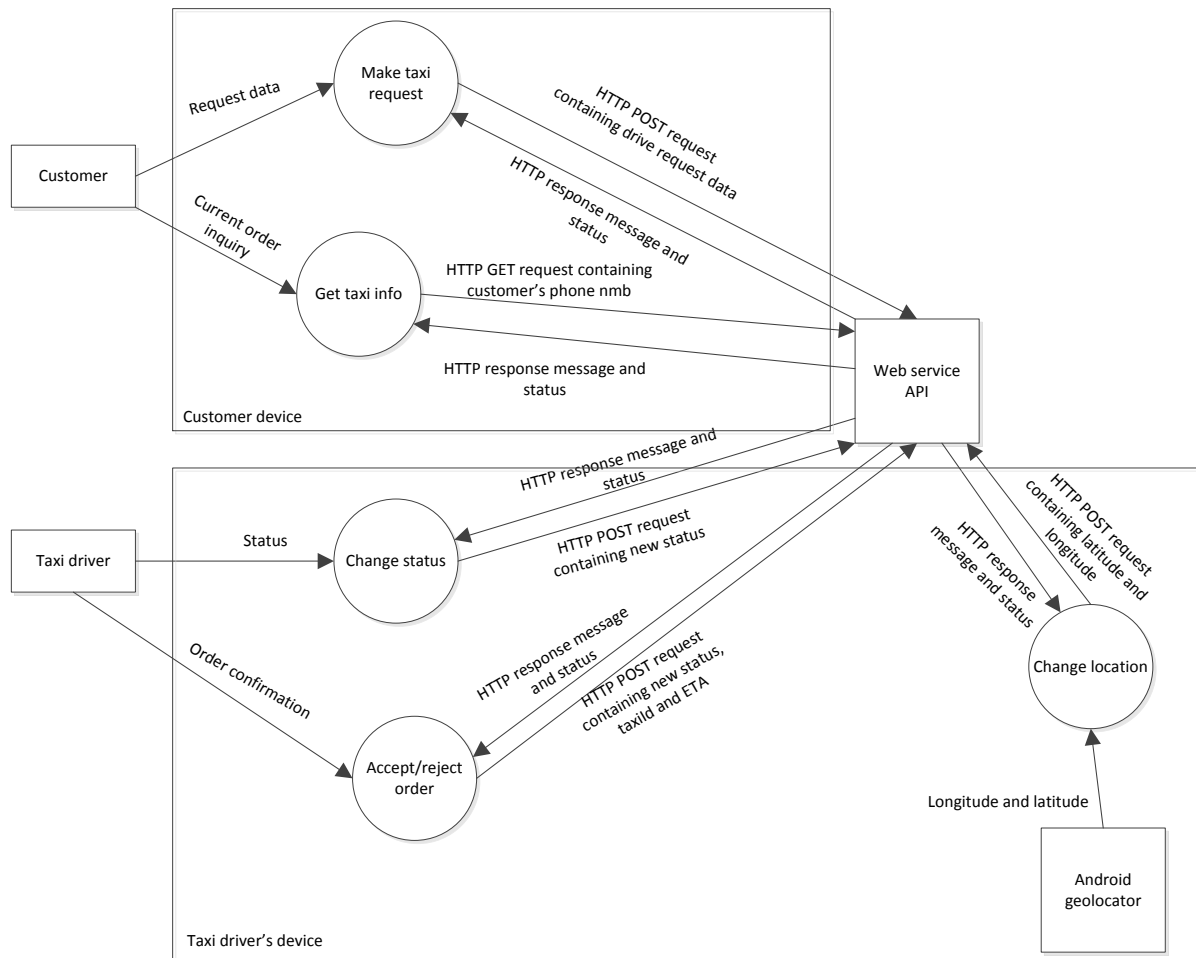 Make taxi
request
Request data
HTTP POST request
containing drive request data
Customer
HTTP response message and
status
Current order
inquiry
Get taxi info
HTTP GET request containing
customer's phone nmb
HTTP response message and
status
Web service
API
Customer device
HTTP response message and
status
Status
Taxi driver
Change status
HTTP POST request
containing new status
HTTP POST request
containing latitude and
longitude
HTTP response
message and status
Order confirmation
HTTP response message
and status
HTTP POST request
containing new status,
taxiId and ETA
Change location
Accept/reject
order
Longitude and latitude
Android
geolocator
Taxi driver's device